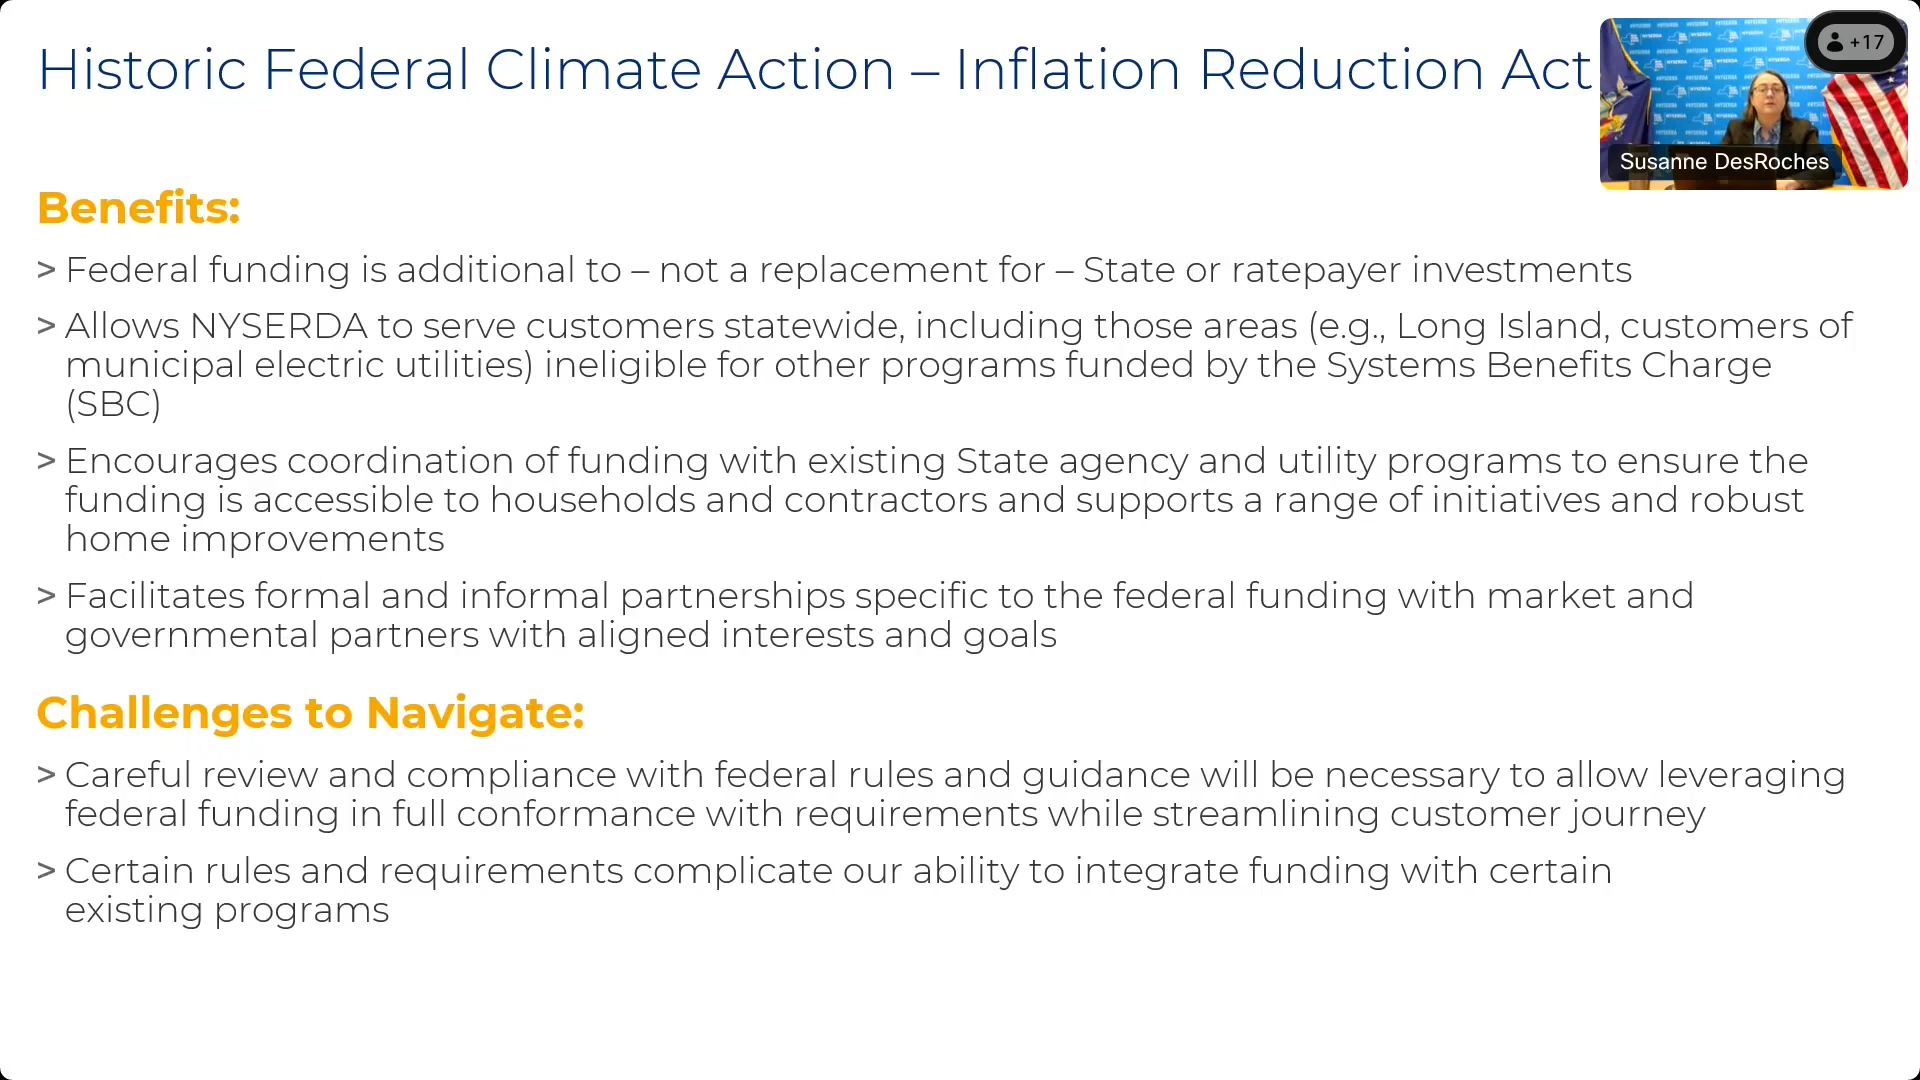 Historic Federal Climate Action – Inflation Reduction Act
+17
Susanne DesRoches
Benefits:
> Federal funding is additional to – not a replacement for – State or ratepayer investments
> Allows NYSERDA to serve customers statewide, including those areas (e.g., Long Island, customers of
municipal electric utilities) ineligible for other programs funded by the Systems Benefits Charge
(SBC)
> Encourages coordination of funding with existing State agency and utility programs to ensure the
funding is accessible to households and contractors and supports a range of initiatives and robust
home improvements
> Facilitates formal and informal partnerships specific to the federal funding with market and
governmental partners with aligned interests and goals
Challenges to Navigate:
> Careful review and compliance with federal rules and guidance will be necessary to allow leveraging
federal funding in full conformance with requirements while streamlining customer journey
> Certain rules and requirements complicate our ability to integrate funding with certain
existing programs